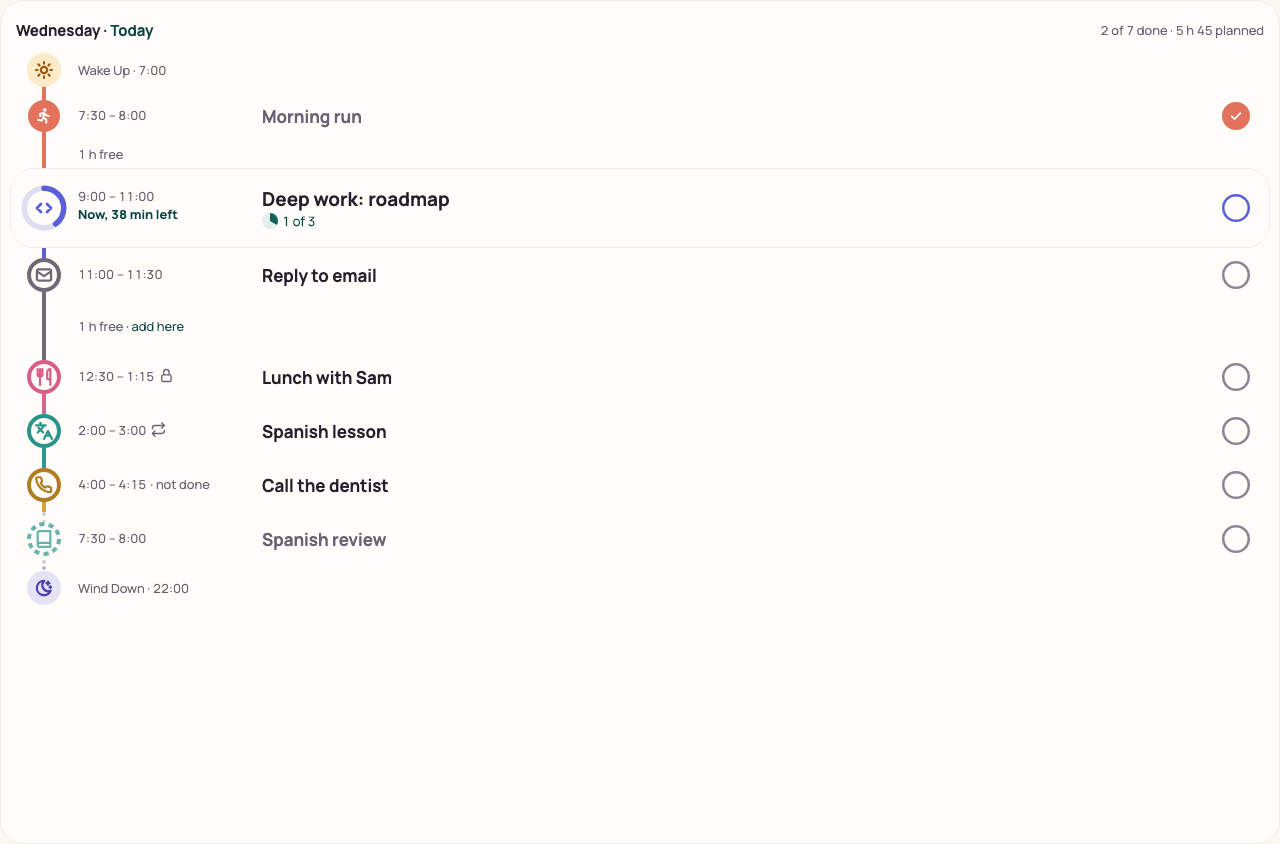 Wednesday · Today
2 of 7 done · 5 h 45 planned
Wake Up · 7:00
7:30 – 8:00
Morning run
1 h free
9:00 – 11:00
Now, 38 min left
Deep work: roadmap
1 of 3
11:00 – 11:30
Reply to email
1 h free · add here
12:30 – 1:15
Lunch with Sam
2:00 – 3:00
Spanish lesson
4:00 – 4:15 · not done
Call the dentist
7:30 – 8:00
Spanish review
Wind Down · 22:00